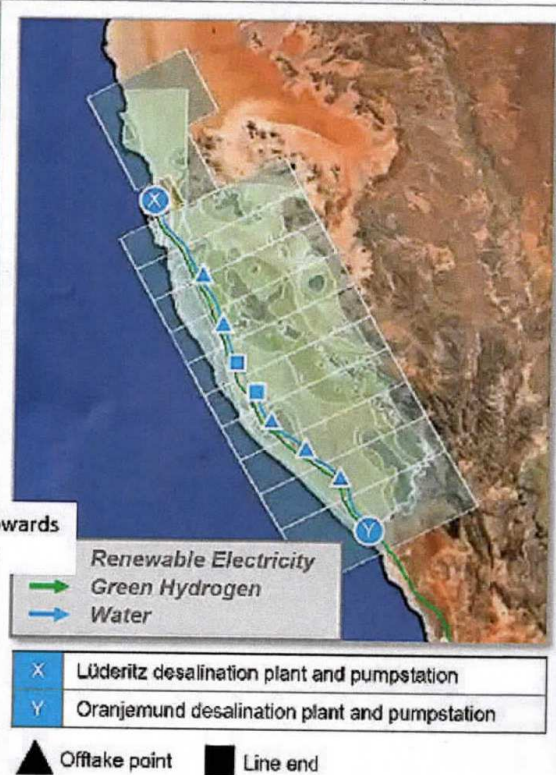 X
Y
owards
Renewable Electricity
Green Hydrogen
Water
X Lüderitz desalination plant and pumpstation
Y Oranjemund desalination plant and pumpstation
Offtake point Line end